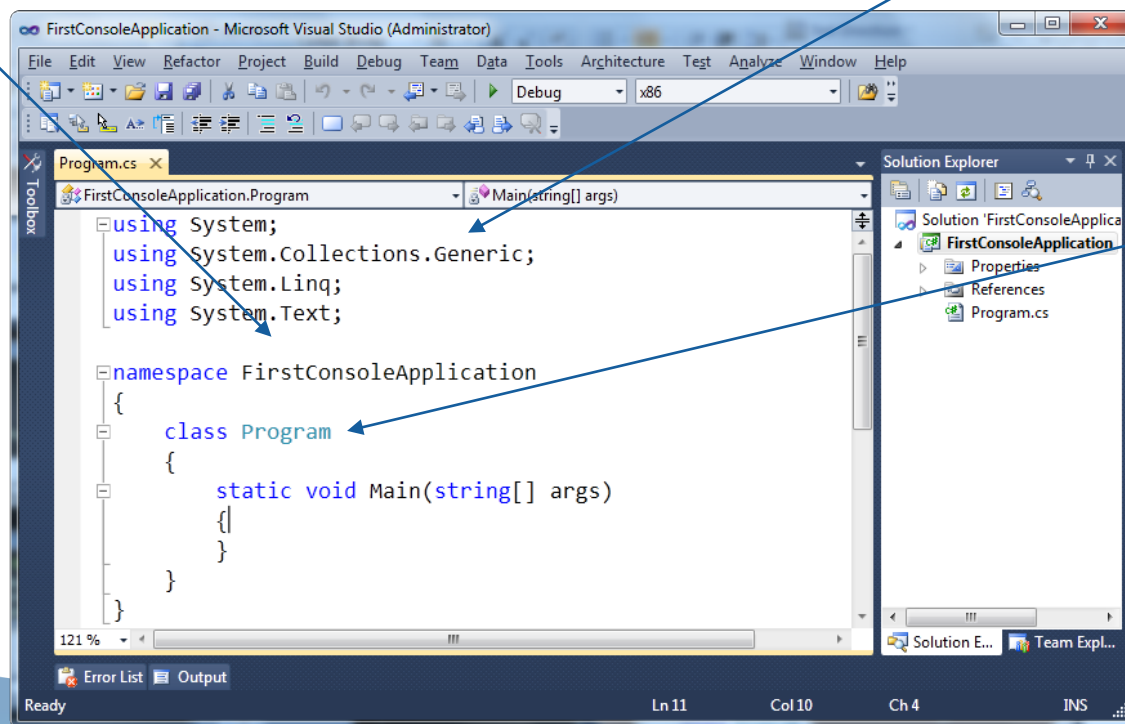 FirstConsoleApplication - Microsoft Visual Studio (Administrator)
File Edit View Refactor Project Build Debug Team Data Tools Architecture Test Analyze Window Help
Debug x86
Toolbox
Program.cs
FirstConsoleApplication.Program Main(string[] args)
using System;
using System.Collections.Generic;
using System.Linq;
using System.Text;
namespace FirstConsoleApplication
{
class Program
{
static void Main(string[] args)
{
}
}
}
121 %
Solution Explorer
Solution 'FirstConsoleApplica
FirstConsoleApplication
Properties
References
Program.cs
Solution E... Team Expl...
Error List Output
Ready Ln 11 Col 10 Ch 4 INS